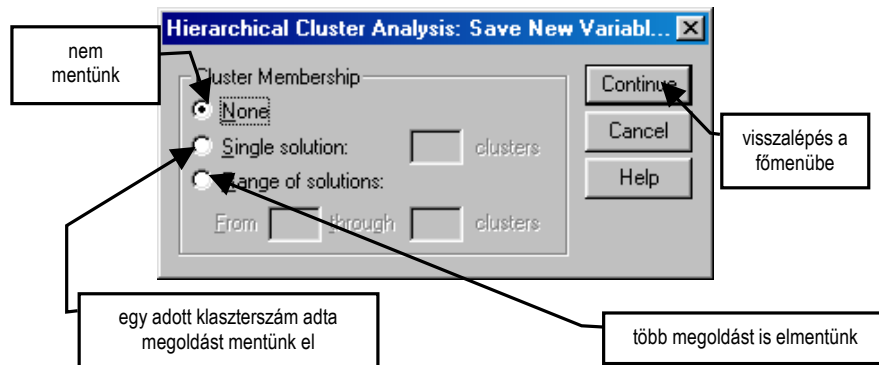 Hierarchical Cluster Analysis: Save New Variabl...
nem
mentünk
Cluster Membership
None
Single solution:
clusters
Range of solutions:
From
through
clusters
Continue
Cancel
Help
visszalépés a
főmenübe
egy adott klaszterszám adta
megoldást mentünk el
több megoldást is elmentünk